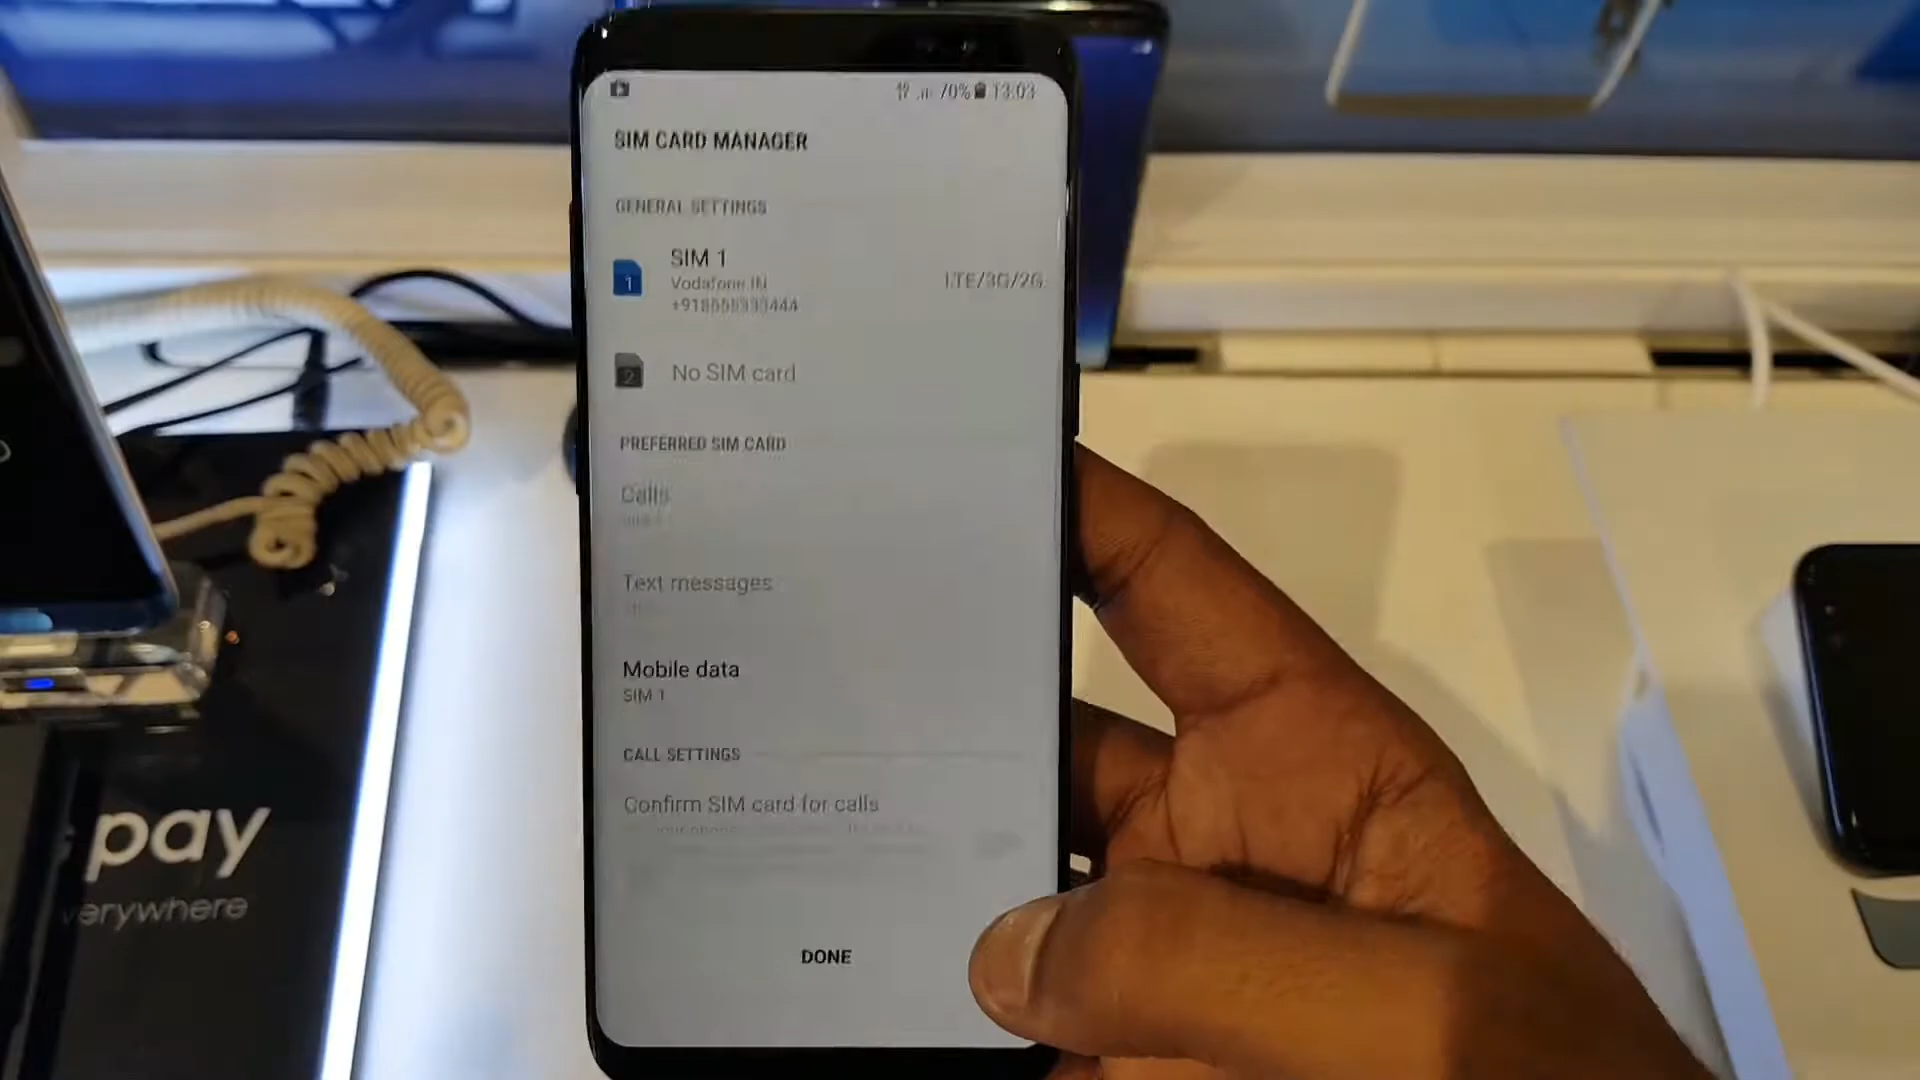 70% 13:03
SIM CARD MANAGER
GENERAL SETTINGS
1
SIM 1
Vodafone IN
LTE/3G/2G
2
No SIM card
PREFERRED SIM CARD
Calls
Text messages
Mobile data
SIM 1
CALL SETTINGS
Confirm SIM card for calls
DONE
pay
verywhere